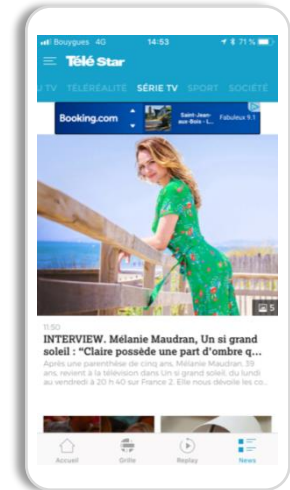 Bouygues 4G 14:53 71 %
Télé Star
U TV TÉLÉRÉALITÉ SÉRIE TV SPORT SOCIÉTÉ
Booking.com Saint-Jean-aux-Bois - L... Fabuleux 9.1
5
11:50
INTERVIEW. Mélanie Maudran, Un si grand
soleil : “Claire possède une part d’ombre q...
Après une parenthèse de cinq ans, Mélanie Maudran, 39
ans, revient à la télévision dans Un si grand soleil, du lundi
au vendredi à 20 h 40 sur France 2. Elle nous dévoile les co...
Accueil Grille Replay News